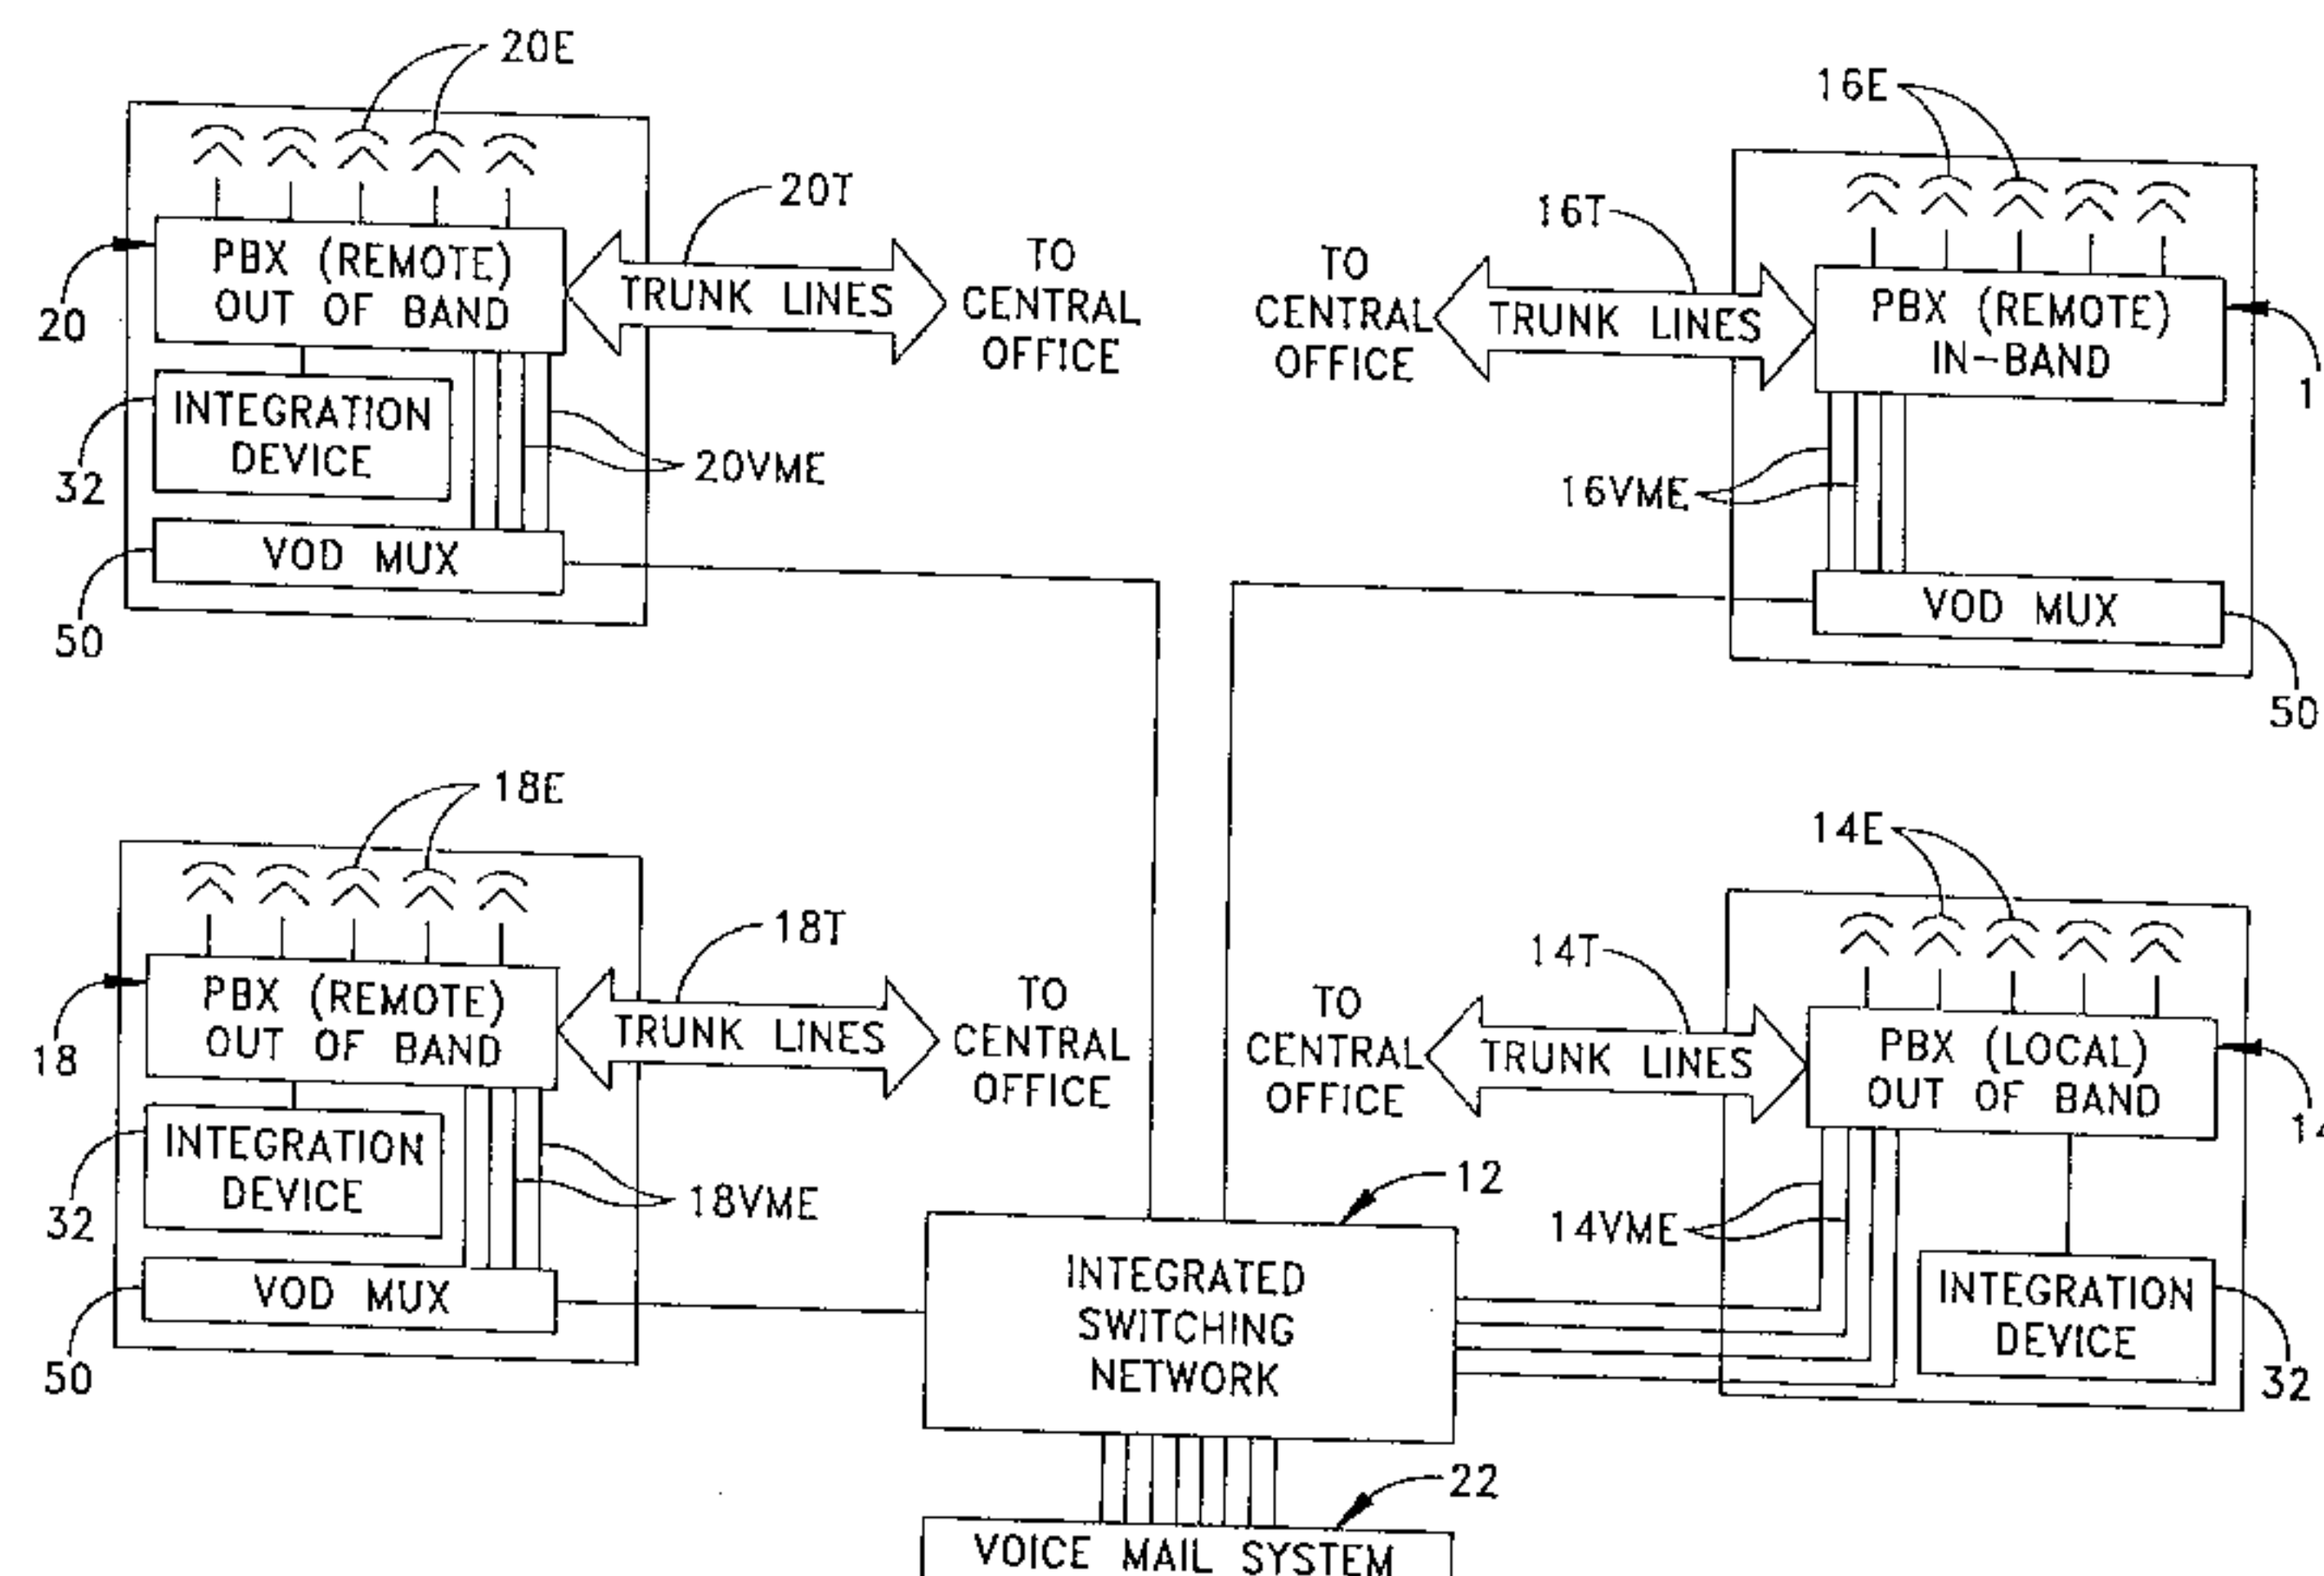 20E
20T
PBX (REMOTE)
OUT OF BAND
20
TRUNK LINES
TO
CENTRAL
OFFICE
INTEGRATION
DEVICE
32
20VME
VOD MUX
50
16E
16T
TO
CENTRAL
OFFICE
TRUNK LINES
PBX (REMOTE)
IN-BAND
1
16VME
VOD MUX
50
18E
18T
PBX (REMOTE)
OUT OF BAND
18
TRUNK LINES
TO
CENTRAL
OFFICE
INTEGRATION
DEVICE
32
18VME
VOD MUX
50
14E
14T
TO
CENTRAL
OFFICE
TRUNK LINES
PBX (LOCAL)
OUT OF BAND
14
14VME
INTEGRATION
DEVICE
32
12
INTEGRATED
SWITCHING
NETWORK
22
VOICE MAIL SYSTEM